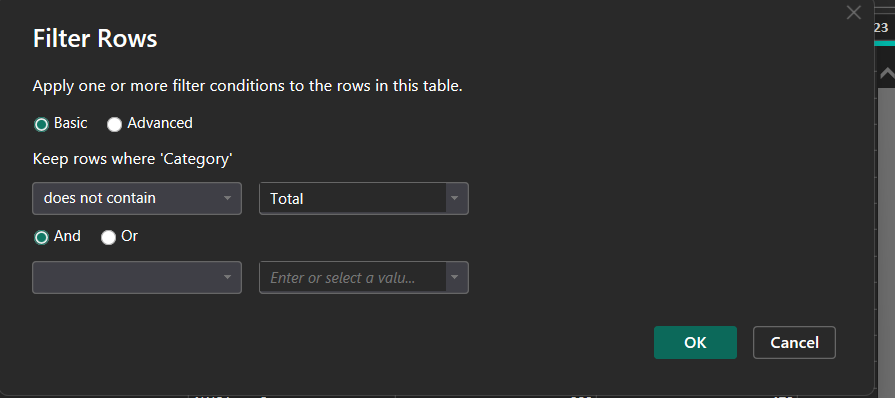 Filter Rows
23
Apply one or more filter conditions to the rows in this table.
Basic Advanced
Keep rows where 'Category'
does not contain Total
And Or
Enter or select a valu...
OK Cancel